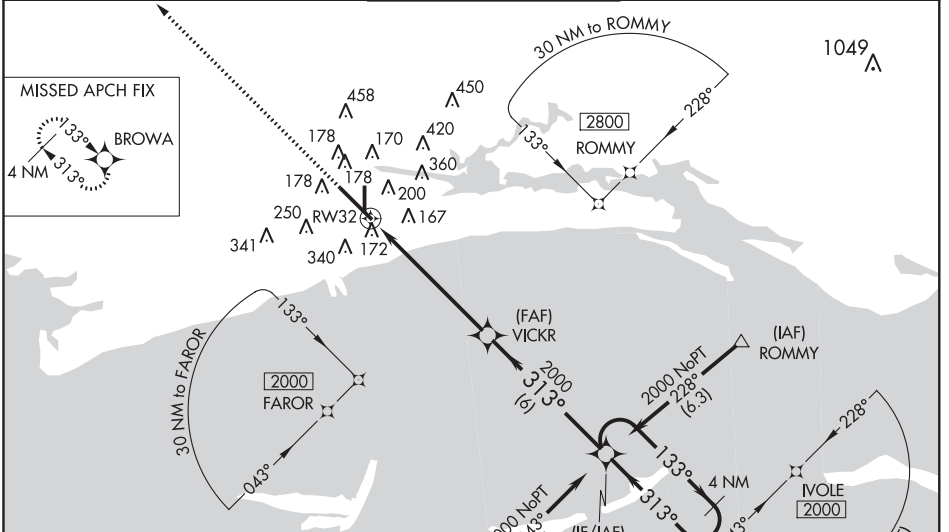 30 NM to ROMMY
1049
MISSED APCH FIX
133°
BROWA
4 NM
313°
458
450
178
170
420
178
360
178
200
250
RW32
167
341
340
172
133°
228°
2800
ROMMY
(FAF)
VICKR
(IAF)
ROMMY
2000 NoPT
228°
(6.3)
2000
313°
(6)
30 NM to FAROR
133°
2000
FAROR
043°
133°
4 NM
313°
228°
IVOLE
2000
(IF/IAF)